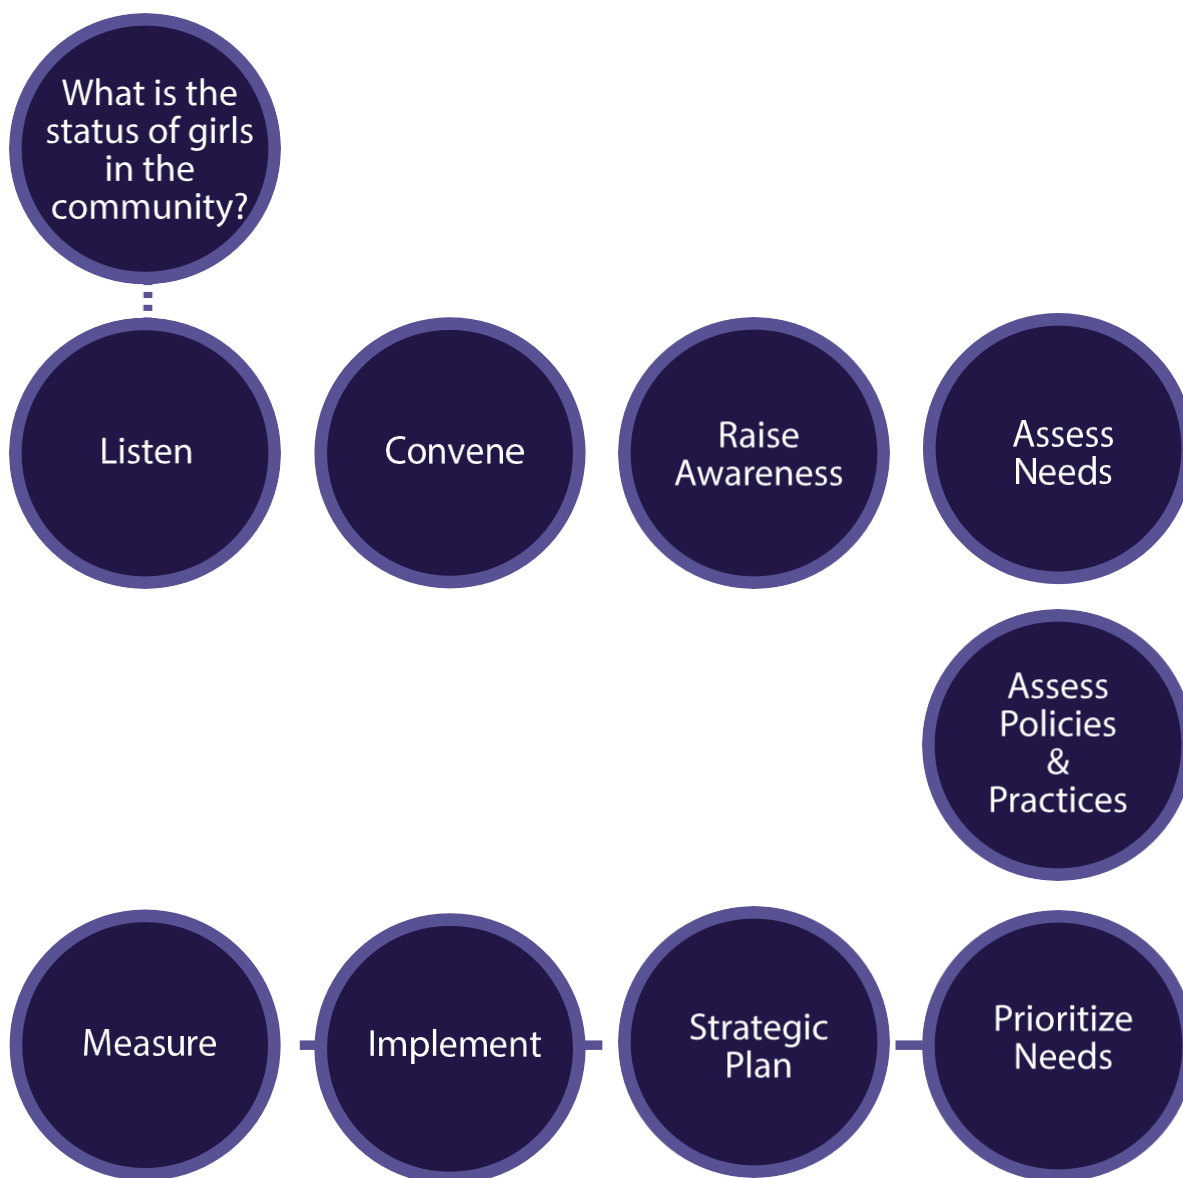 What is the
status of girls
in the
community?
Listen
Convene
Raise
Awareness
Assess
Needs
Assess
Policies
&
Practices
Measure
Implement
Strategic
Plan
Prioritize
Needs